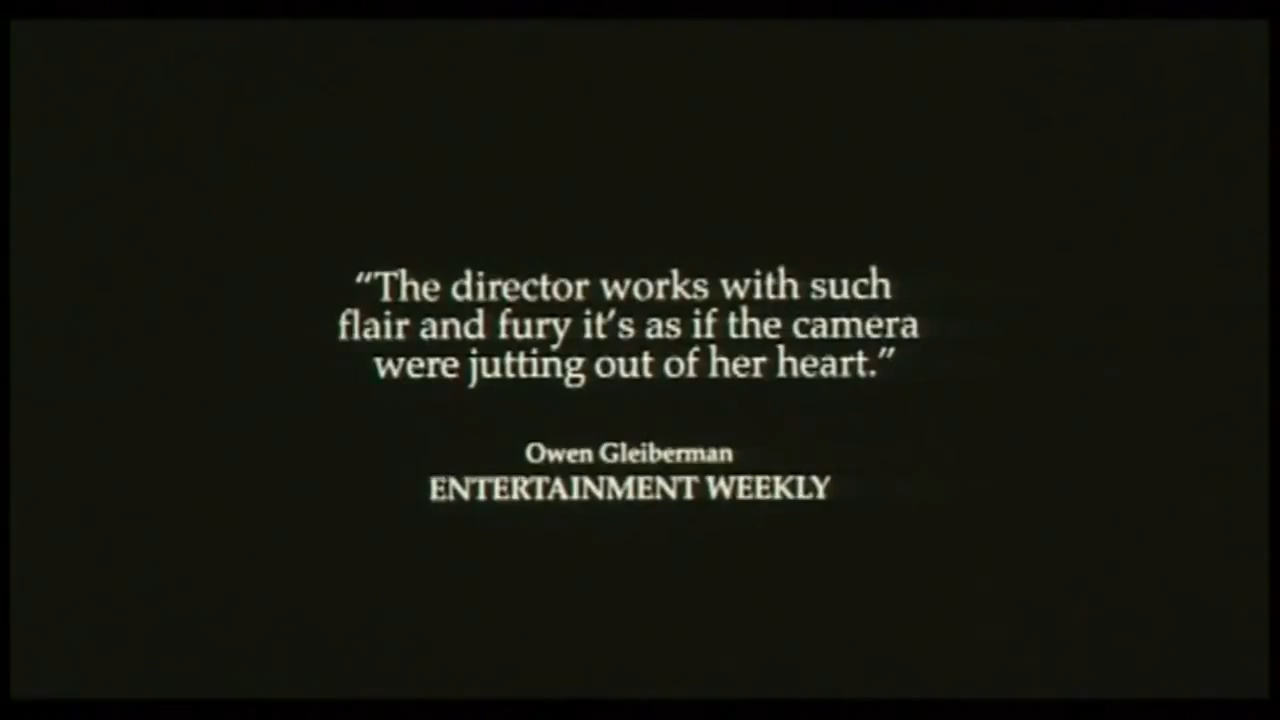 “The director works with such
flair and fury it’s as if the camera
were jutting out of her heart.”
Owen Gleiberman
ENTERTAINMENT WEEKLY